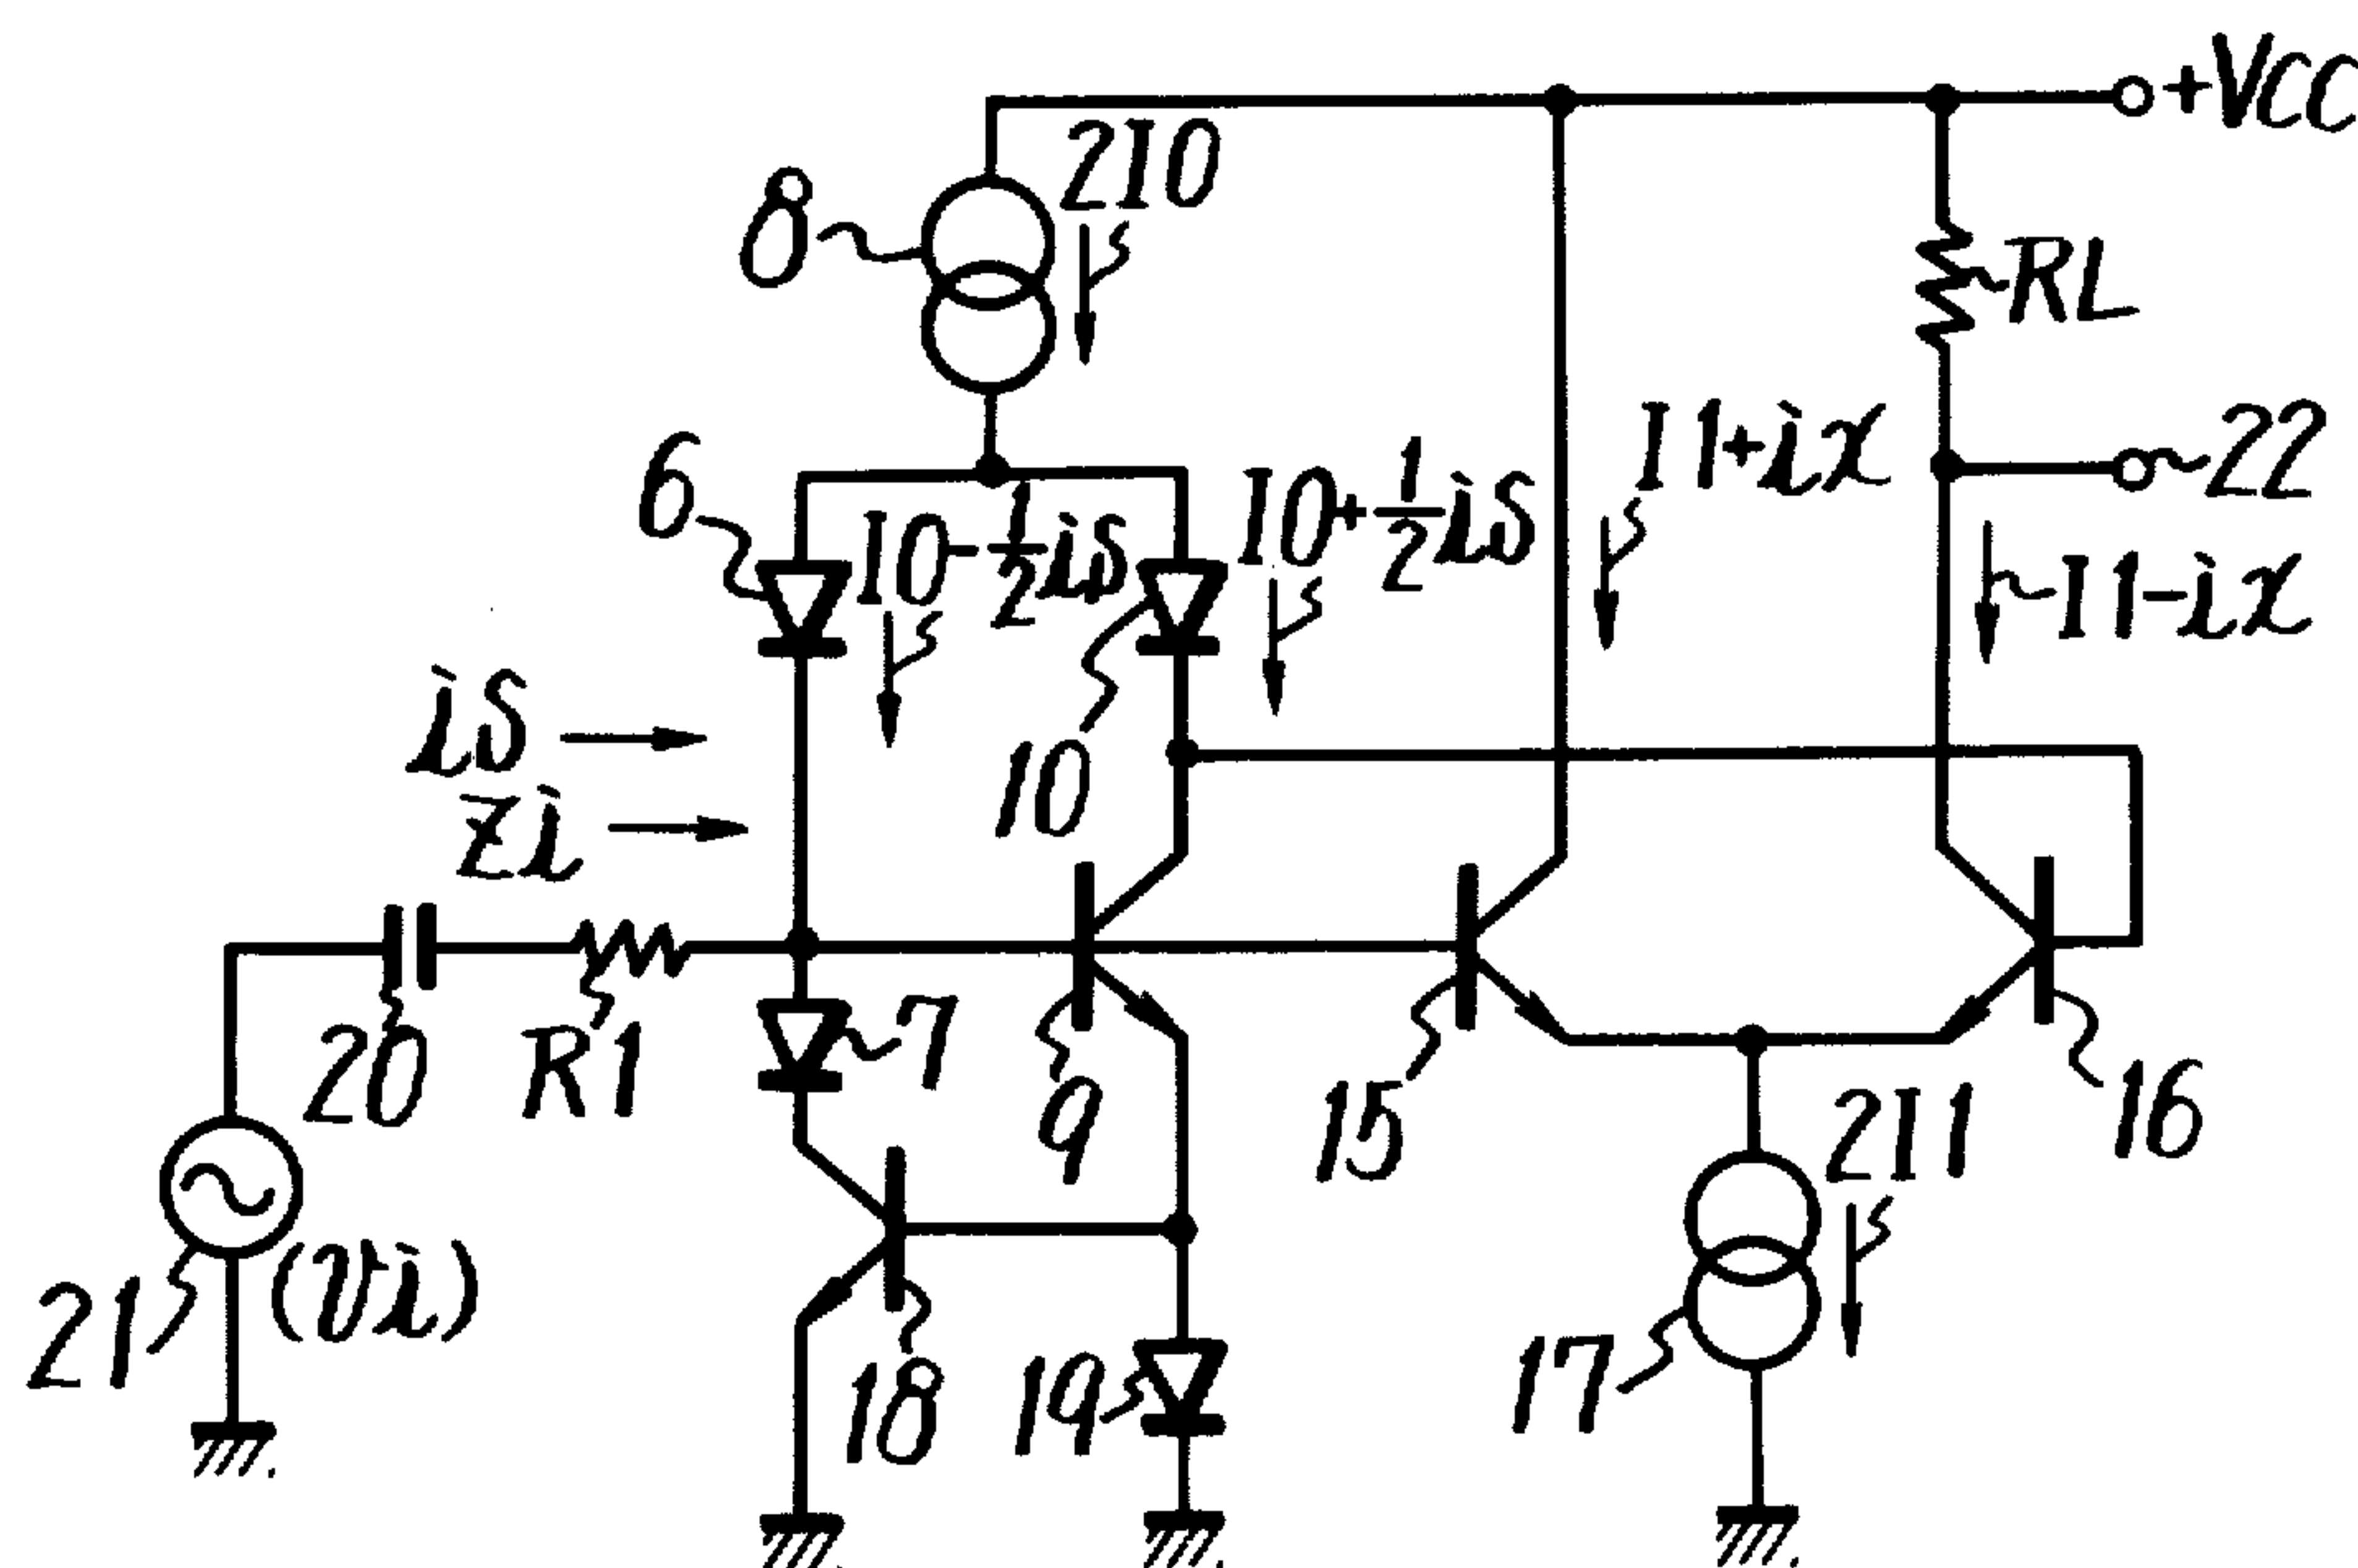 +VCC
2I0
8
RL
I1+ix
22
6
I0-1/2is
I0+1/2is
I1-ix
is
10
Zi
7
20
R1
9
15
2I1
16
21
(vi)
18
19
17